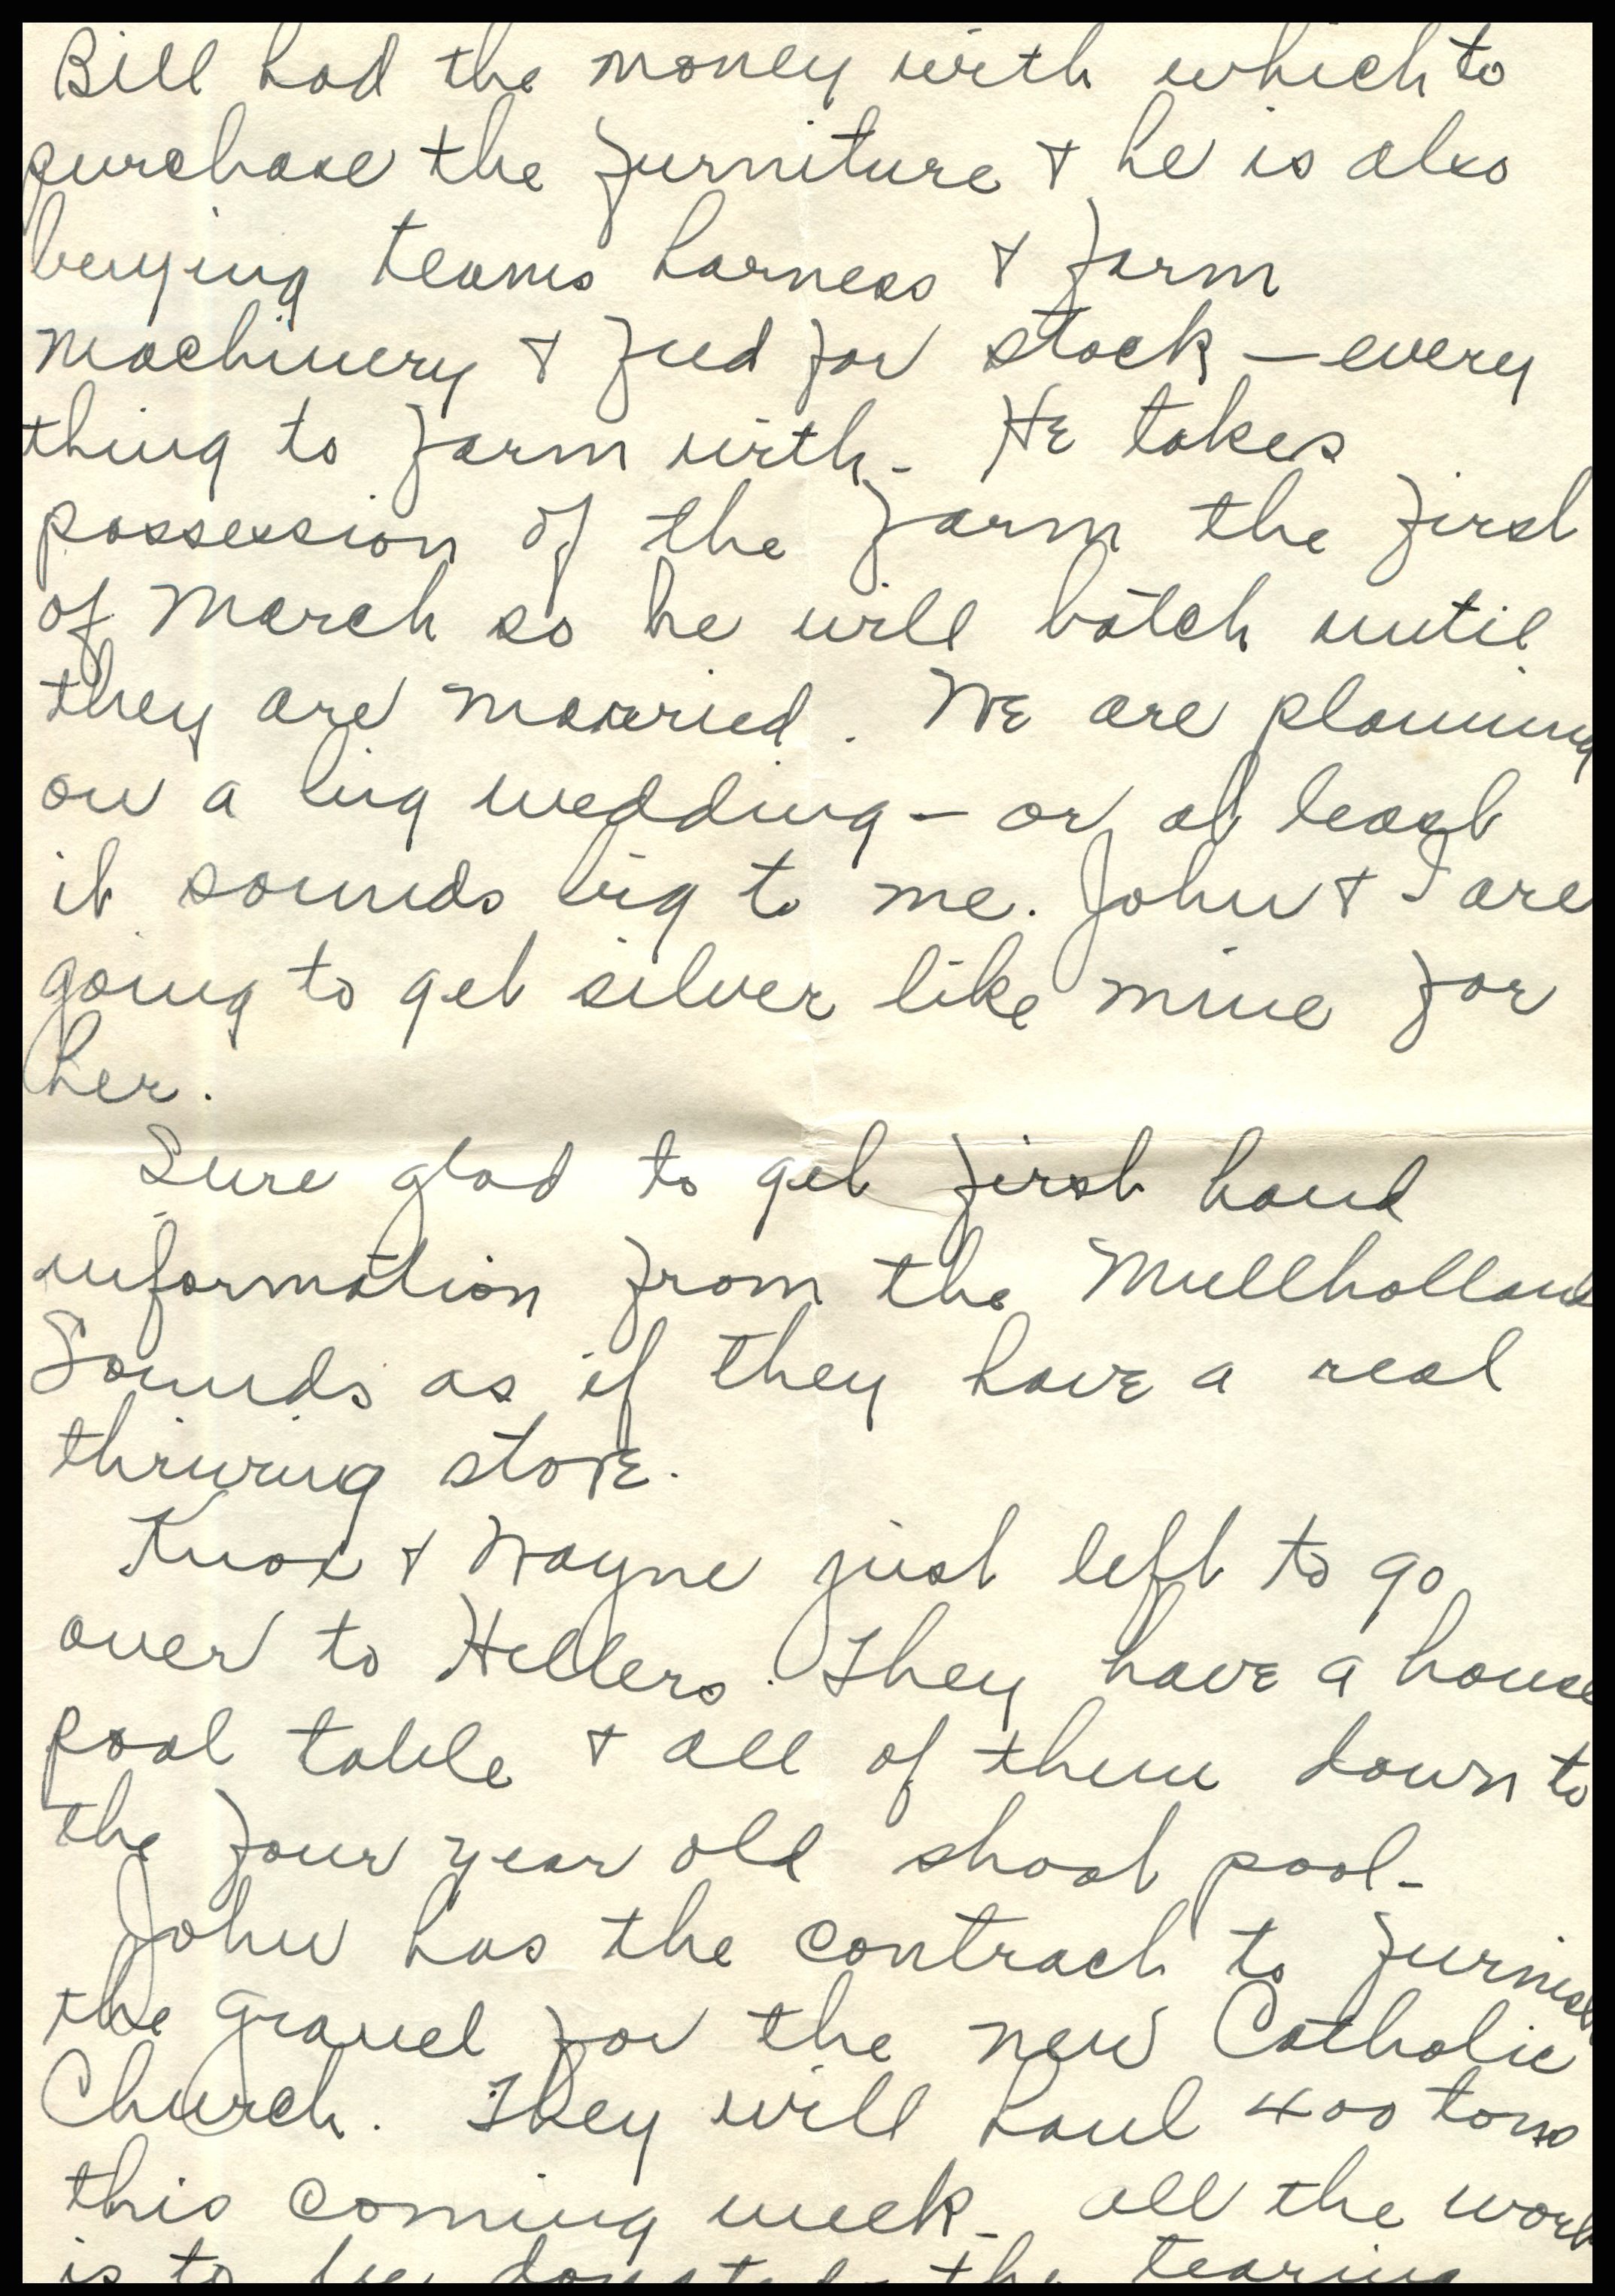 Bill had the money with which to
purchase the furniture + he is also
buying teams harness + farm
machinery + feed for stock — every
thing to farm with - He takes
possession of the farm the first
of March so he will batch until
they are married . We are planning
on a big wedding - or at least
it sounds big to me. John + I are
going to get silver like mine for
her.
Sure glad to get first hand
information from the Mullholland
Sounds as if they have a real
thriving store.
Knox + Wayne just left to go
over to Hillers. They have a house
pool table + all of them down to
the four year old shoot pool -
John has the contract to furnish
the gravel for the new Catholic
Church. They will haul 400 tons
this coming week - all the work
is to be donated - the tearing